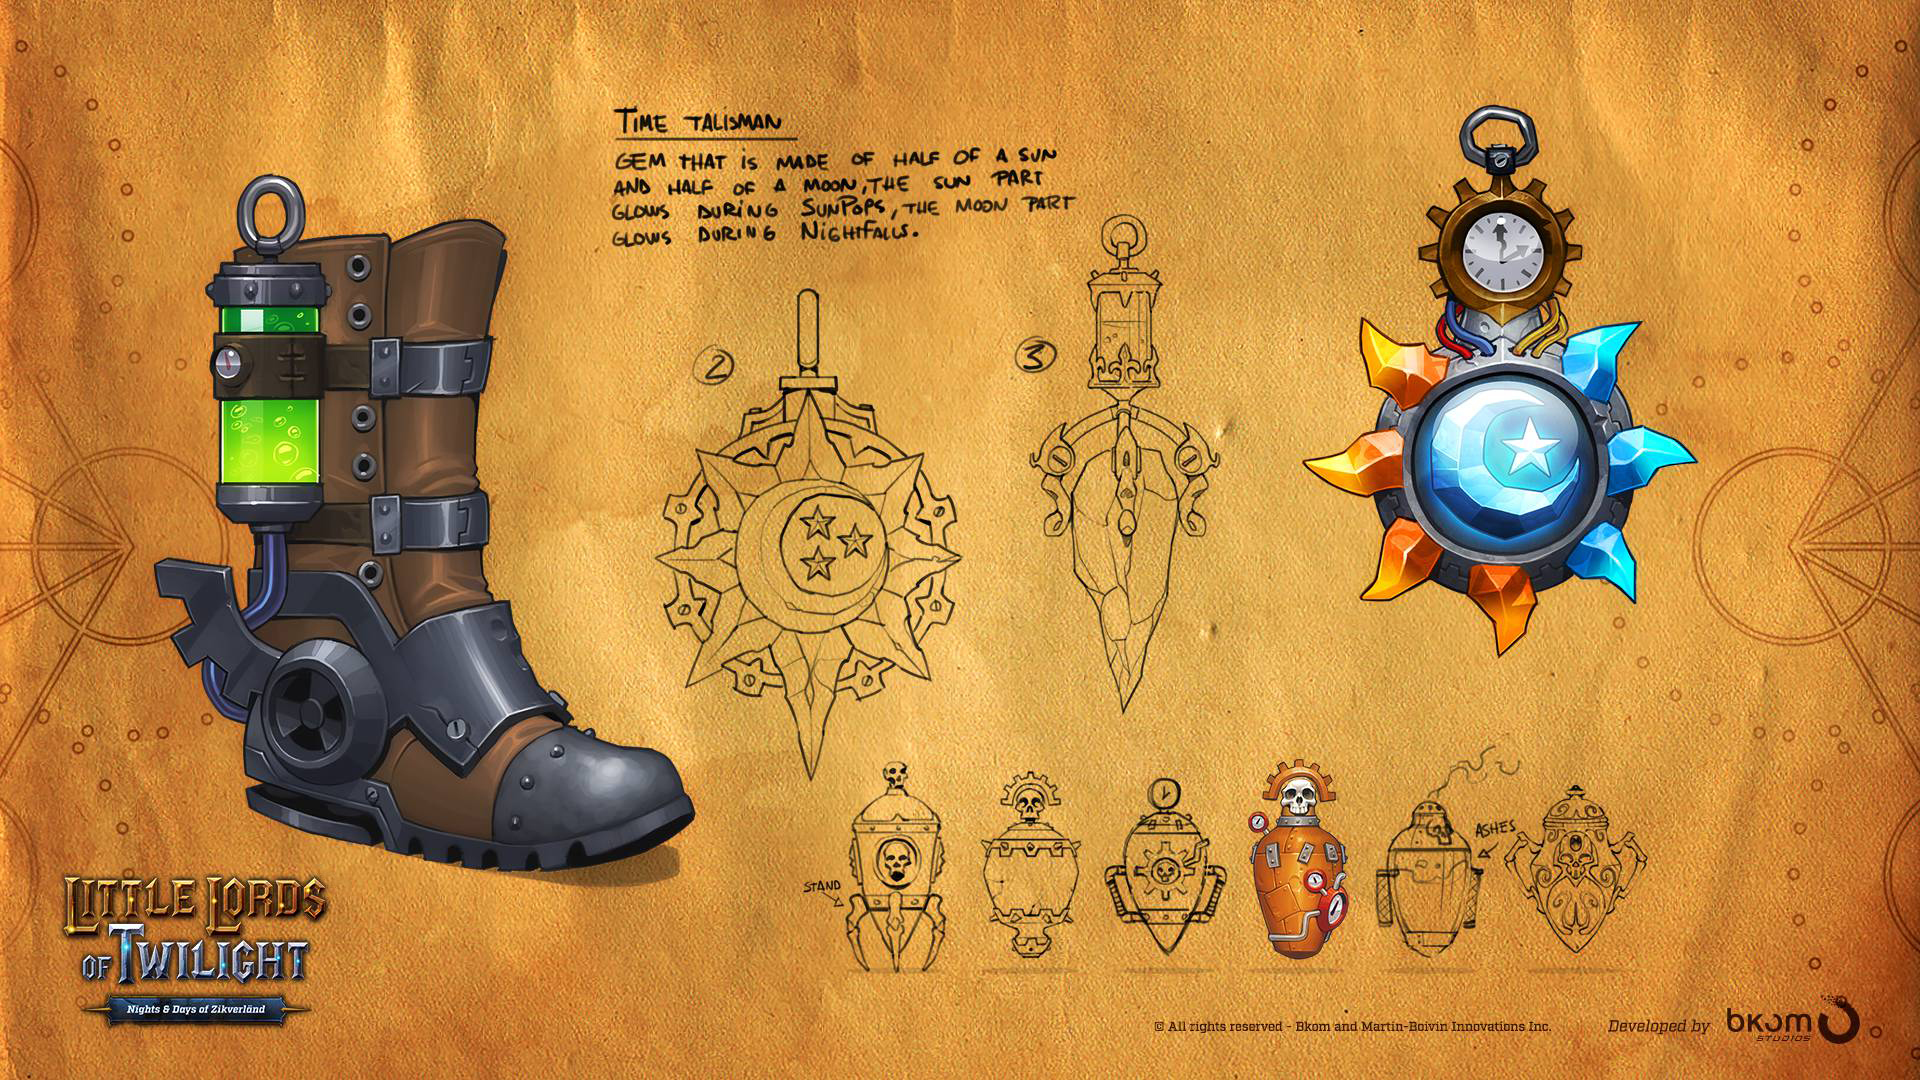 TIME TALISMAN
GEM THAT IS MADE OF HALF OF A SUN
AND HALF OF A MOON, THE SUN PART
GLOWS DURING SUNPOPS, THE MOON PART
GLOWS DURING NIGHTFALLS.
2
3
STAND
ASHES
LITTLE LORDS
OF TWILIGHT
Nights & Days of Zikverländ
© All rights reserved - Bkom and Martin-Boivin Innovations Inc.
Developed by bkom
STUDIOS